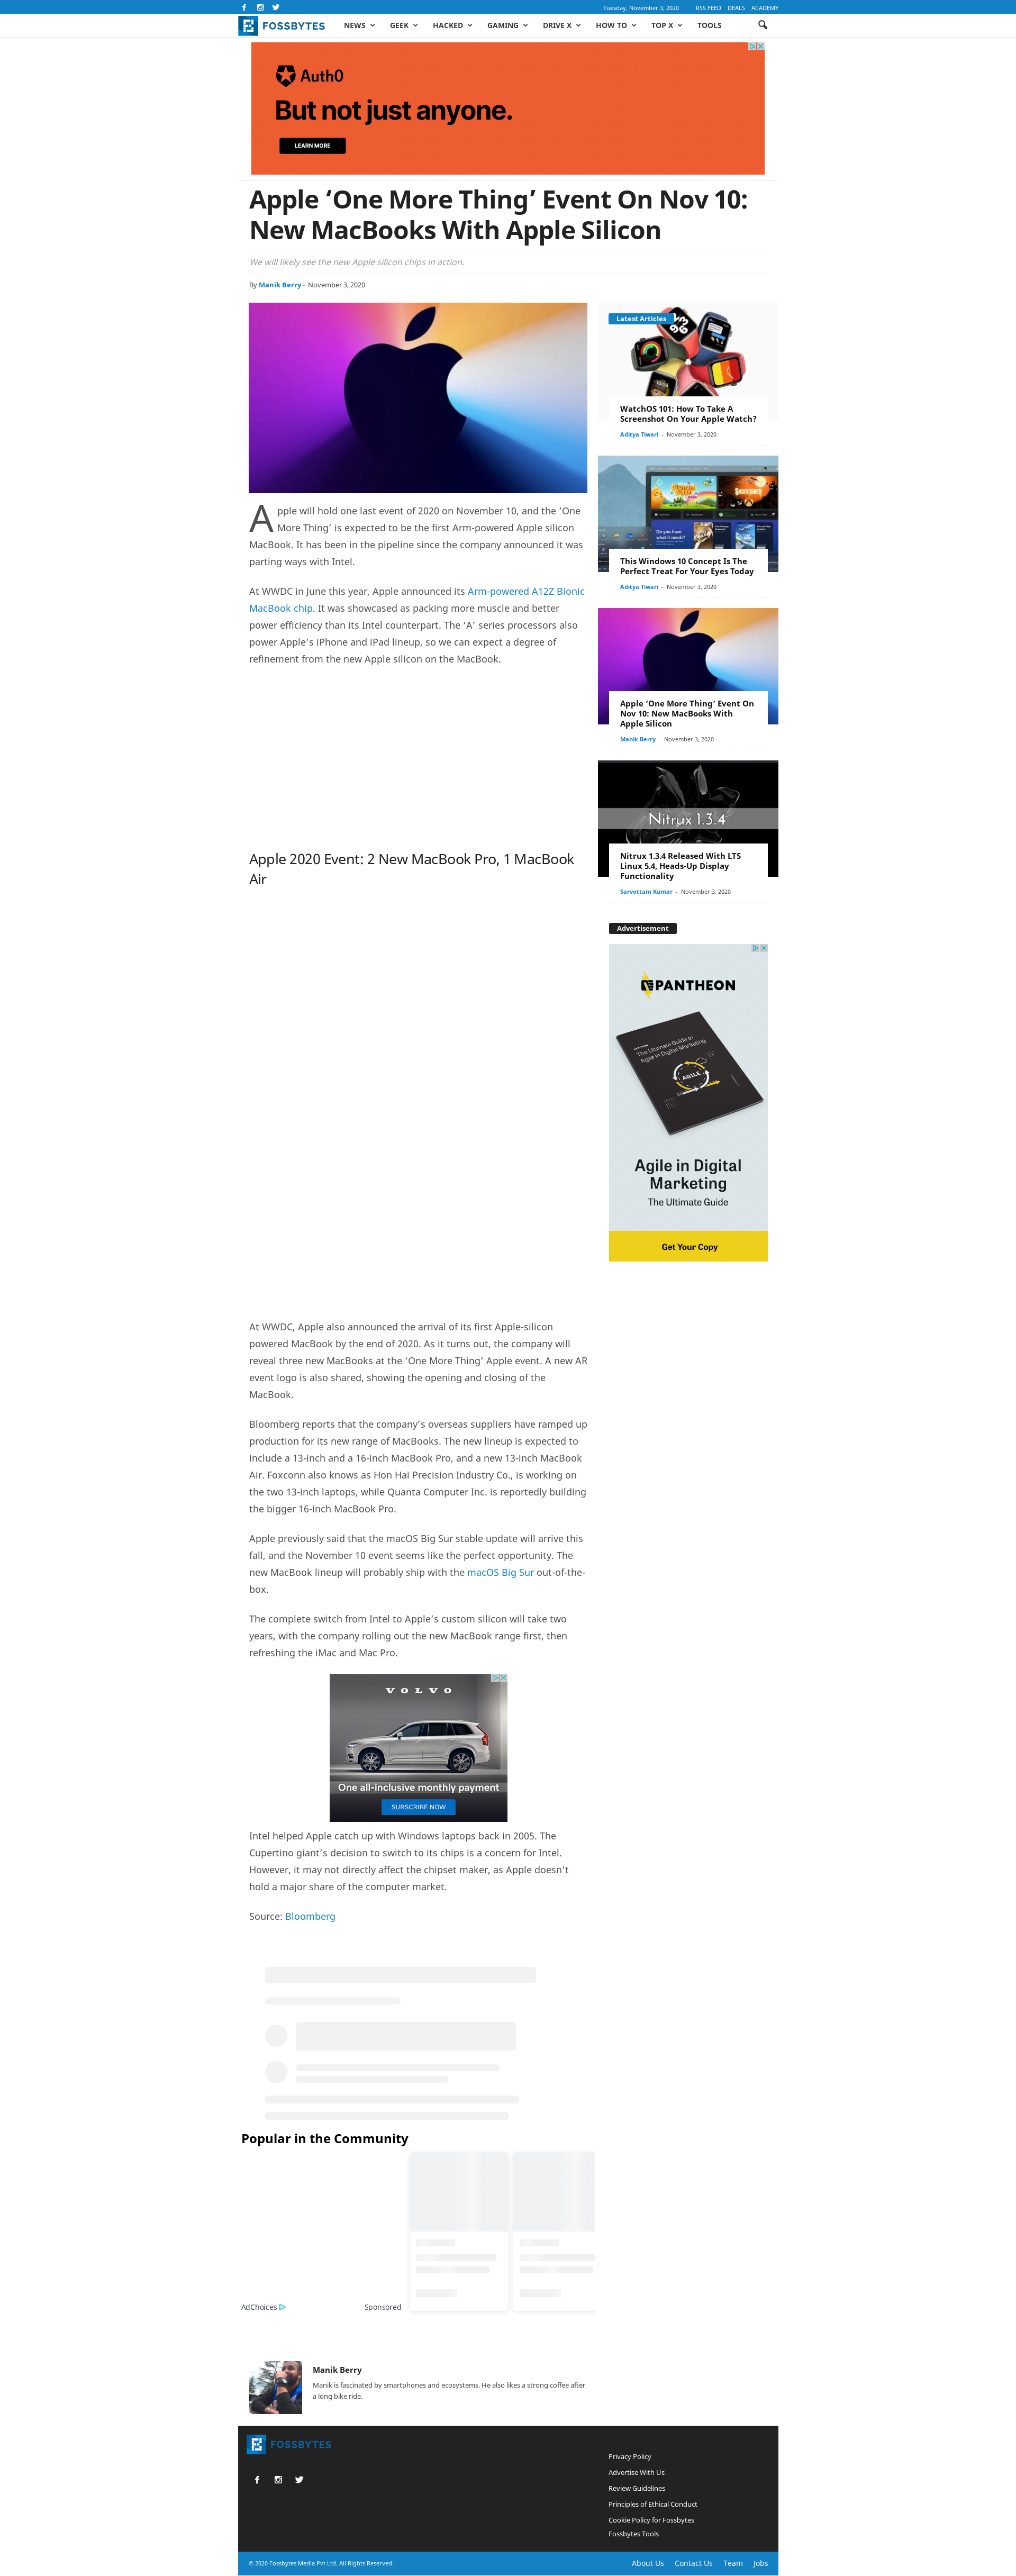 Tuesday, November 3, 2020 RSS FEED DEALS ACADEMY
FOSSBYTES NEWS GEEK HACKED GAMING DRIVE X HOW TO TOP X TOOLS
Auth0
But not just anyone.
LEARN MORE
Apple ‘One More Thing’ Event On Nov 10:
New MacBooks With Apple Silicon
We will likely see the new Apple silicon chips in action.
By Manik Berry - November 3, 2020
Apple will hold one last event of 2020 on November 10, and the ‘One
More Thing’ is expected to be the first Arm-powered Apple silicon
MacBook. It has been in the pipeline since the company announced it was
parting ways with Intel.
At WWDC in June this year, Apple announced its Arm-powered A12Z Bionic
MacBook chip. It was showcased as packing more muscle and better
power efficiency than its Intel counterpart. The ‘A’ series processors also
power Apple’s iPhone and iPad lineup, so we can expect a degree of
refinement from the new Apple silicon on the MacBook.
Apple 2020 Event: 2 New MacBook Pro, 1 MacBook
Air
At WWDC, Apple also announced the arrival of its first Apple-silicon
powered MacBook by the end of 2020. As it turns out, the company will
reveal three new MacBooks at the ‘One More Thing’ Apple event. A new AR
event logo is also shared, showing the opening and closing of the
MacBook.
Bloomberg reports that the company’s overseas suppliers have ramped up
production for its new range of MacBooks. The new lineup is expected to
include a 13-inch and a 16-inch MacBook Pro, and a new 13-inch MacBook
Air. Foxconn also knows as Hon Hai Precision Industry Co., is working on
the two 13-inch laptops, while Quanta Computer Inc. is reportedly building
the bigger 16-inch MacBook Pro.
Apple previously said that the macOS Big Sur stable update will arrive this
fall, and the November 10 event seems like the perfect opportunity. The
new MacBook lineup will probably ship with the macOS Big Sur out-of-the-
box.
The complete switch from Intel to Apple’s custom silicon will take two
years, with the company rolling out the new MacBook range first, then
refreshing the iMac and Mac Pro.
VOLVO
One all-inclusive monthly payment
SUBSCRIBE NOW
Intel helped Apple catch up with Windows laptops back in 2005. The
Cupertino giant’s decision to switch to its chips is a concern for Intel.
However, it may not directly affect the chipset maker, as Apple doesn’t
hold a major share of the computer market.
Source: Bloomberg
Latest Articles
WatchOS 101: How To Take A
Screenshot On Your Apple Watch?
Aditya Tiwari - November 3, 2020
Do you have
what it needs?
This Windows 10 Concept Is The
Perfect Treat For Your Eyes Today
Aditya Tiwari - November 3, 2020
Apple ‘One More Thing’ Event On
Nov 10: New MacBooks With
Apple Silicon
Manik Berry - November 3, 2020
Nitrux 1.3.4
Nitrux 1.3.4 Released With LTS
Linux 5.4, Heads-Up Display
Functionality
Sarvottam Kumar - November 3, 2020
Advertisement
PANTHEON
The Ultimate Guide to
Agile in Digital Marketing
AGILE
Agile in Digital
Marketing
The Ultimate Guide
Get Your Copy
Popular in the Community
AdChoices Sponsored
Manik Berry
Manik is fascinated by smartphones and ecosystems. He also likes a strong coffee after
a long bike ride.
FOSSBYTES
Privacy Policy
Advertise With Us
Review Guidelines
Principles of Ethical Conduct
Cookie Policy for Fossbytes
Fossbytes Tools
© 2020 Fossbytes Media Pvt Ltd. All Rights Reserved.
About Us Contact Us Team Jobs